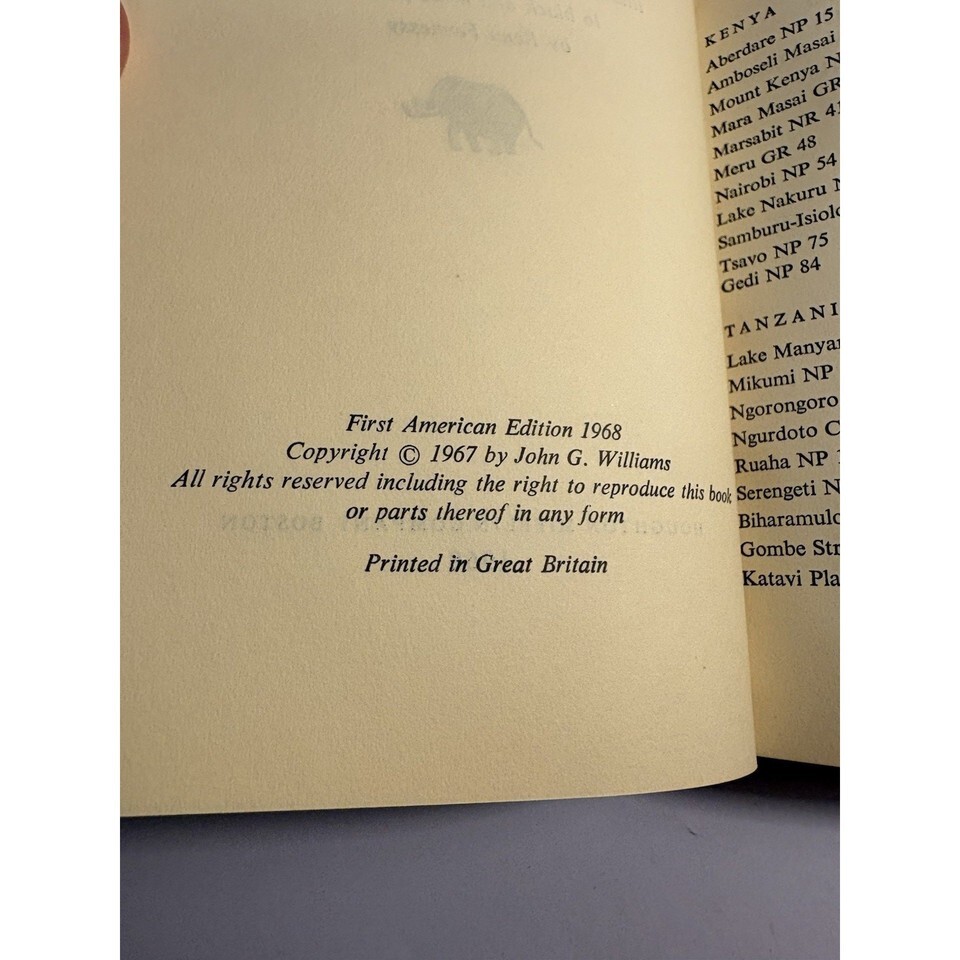 First American Edition 1968
Copyright © 1967 by John G. Williams
All rights reserved including the right to reproduce this book
or parts thereof in any form
Printed in Great Britain
KENYA
Aberdare NP 15
Amboseli Masai
Mount Kenya
Mara Masai GR
Marsabit NR
Meru GR 48
Nairobi NP 54
Lake Nakuru
Samburu-Isiolo
Tsavo NP 75
Gedi NP 84
TANZANI
Lake Manya
Mikumi NP
Ngorongoro
Ngurdoto C
Ruaha NP
Serengeti N
Biharamulo
Gombe Str
Katavi Pla